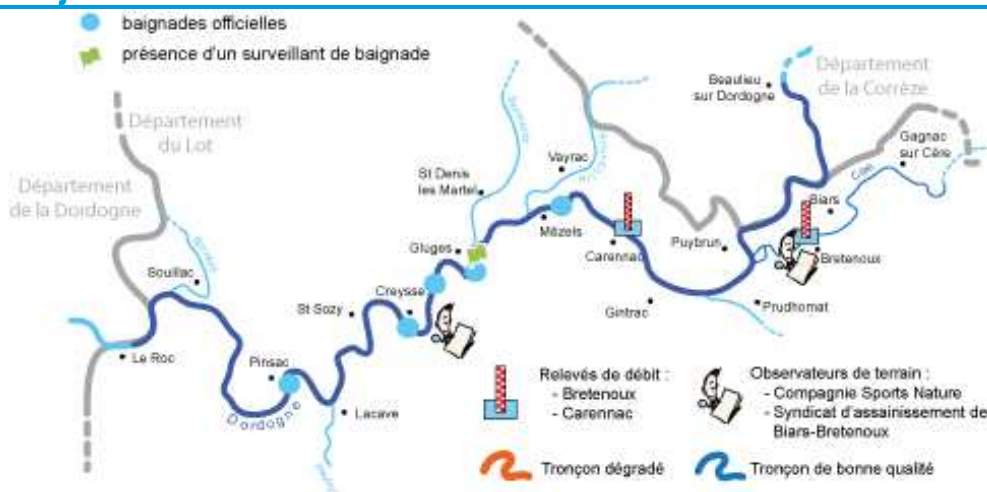 baignades officielles
présence d'un surveillant de baignade
Département
de la Corrèze
Beaulieu
sur Dordogne
Gagnac
sur Cère
Département
du Lot
Vayrac
St Denis
les Martel
Cère
Biars
Département
de la Dordogne
Mézels
Gluges
Carennac
Puybrun
Bretenoux
Souillac
Creysse
St Sozy
Gintrac
Prudhomat
Le Roc
Pinsac
Lacave
Dordogne
Relevés de débit :
- Bretenoux
- Carennac
Observateurs de terrain :
- Compagnie Sports Nature
- Syndicat d'assainissement de
Biars-Bretenoux
Tronçon dégradé
Tronçon de bonne qualité